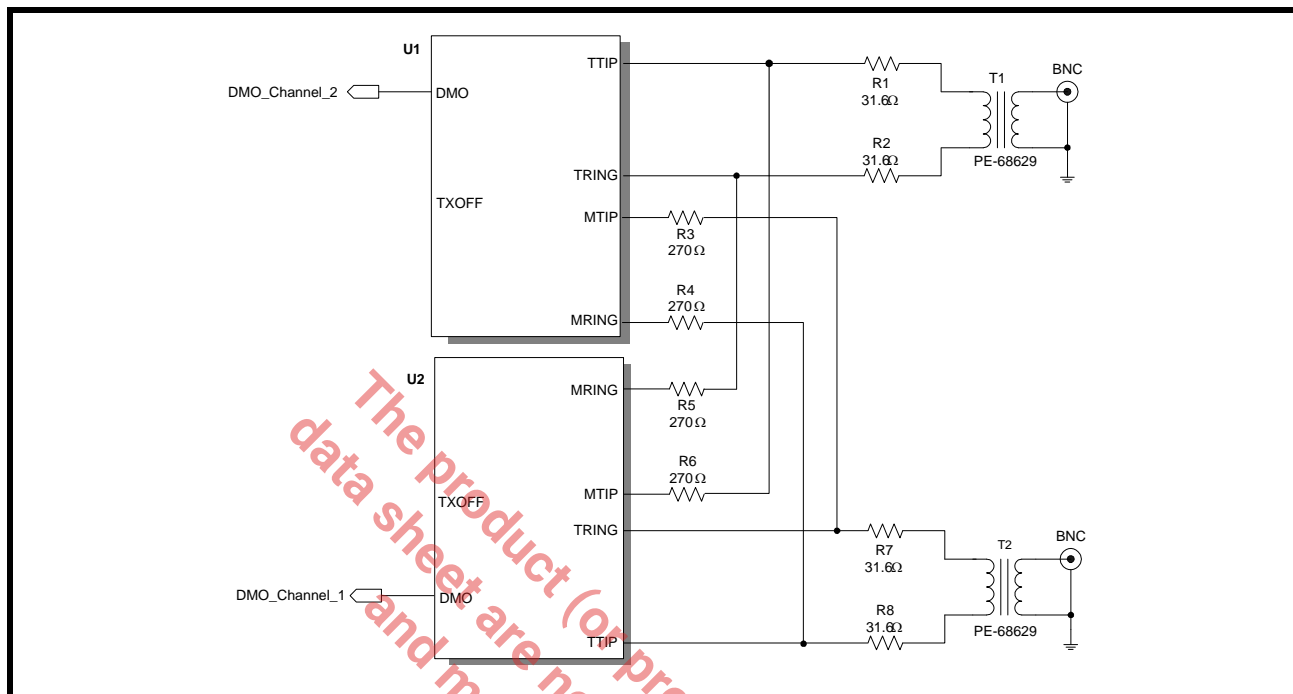 U1
TTIP
DMO_Channel_2
DMO
TRING
TXOFF
MTIP
MRING
R1
31.6Ω
R2
31.6Ω
T1
PE-68629
BNC
R3
270Ω
R4
270Ω
U2
MRING
R5
270Ω
R6
270Ω
MTIP
TXOFF
TRING
DMO_Channel_1
DMO
TTIP
R7
31.6Ω
R8
31.6Ω
T2
PE-68629
BNC
The product (or pro
data sheet are n
and m